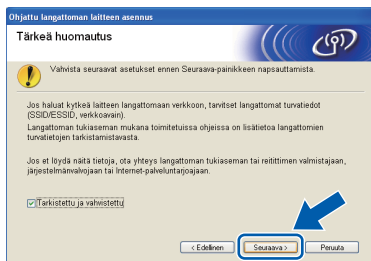 Ohjattu langattoman laitteen asennus
Tärkeä huomautus
Vahvista seuraavat asetukset ennen Seuraava-painikkeen napsauttamista.
Jos haluat kytkeä laitteen langattomaan verkkoon, tarvitset langattomat turvatiedot
(SSID/ESSID, verkkoavain).
Langattoman tukiaseman mukana toimitetuissa ohjeissa on lisätietoa langattomien
turvatietojen tarkistamistavasta.
Jos et löydä näitä tietoja, ota yhteys langattoman tukiaseman tai reitittimen valmistajaan,
järjestelmänvalvojaan tai Internet-palveluntarjoajaan.
Tarkistettu ja vahvistettu
< Edellinen
Seuraava >
Peruuta